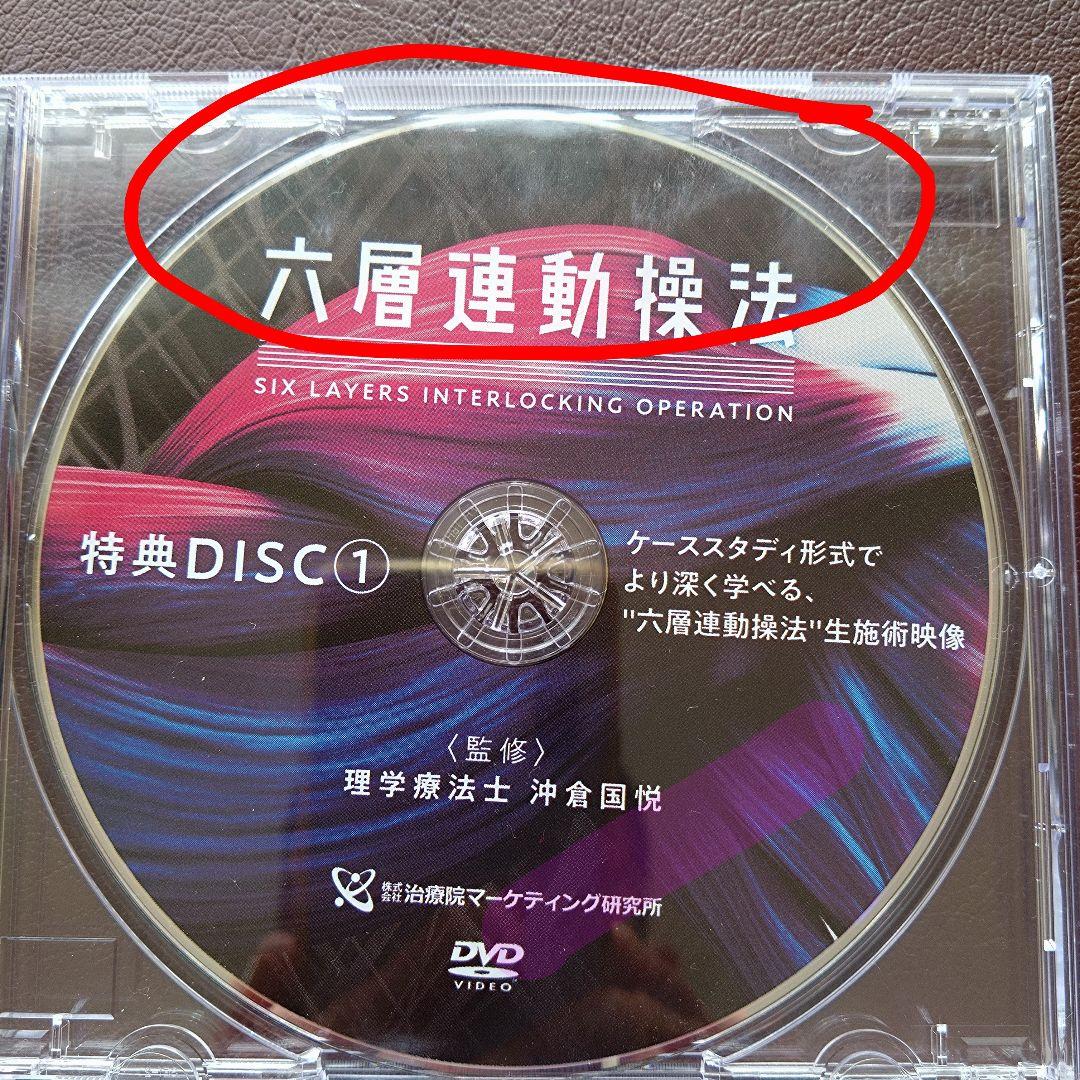 六層連動操法
SIX LAYERS INTERLOCKING OPERATION
特典DISC①
ケーススタディ形式で
より深く学べる、
"六層連動操法"生施術映像
〈監修〉
理学療法士 沖倉国悦
株式会社 治療院マーケティング研究所
DVD
VIDEO